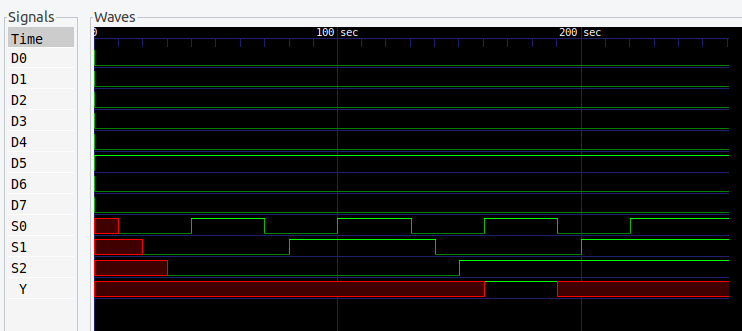 Signals
Waves
Time
0
100 sec
200 sec
D0
D1
D2
D3
D4
D5
D6
D7
S0
S1
S2
Y